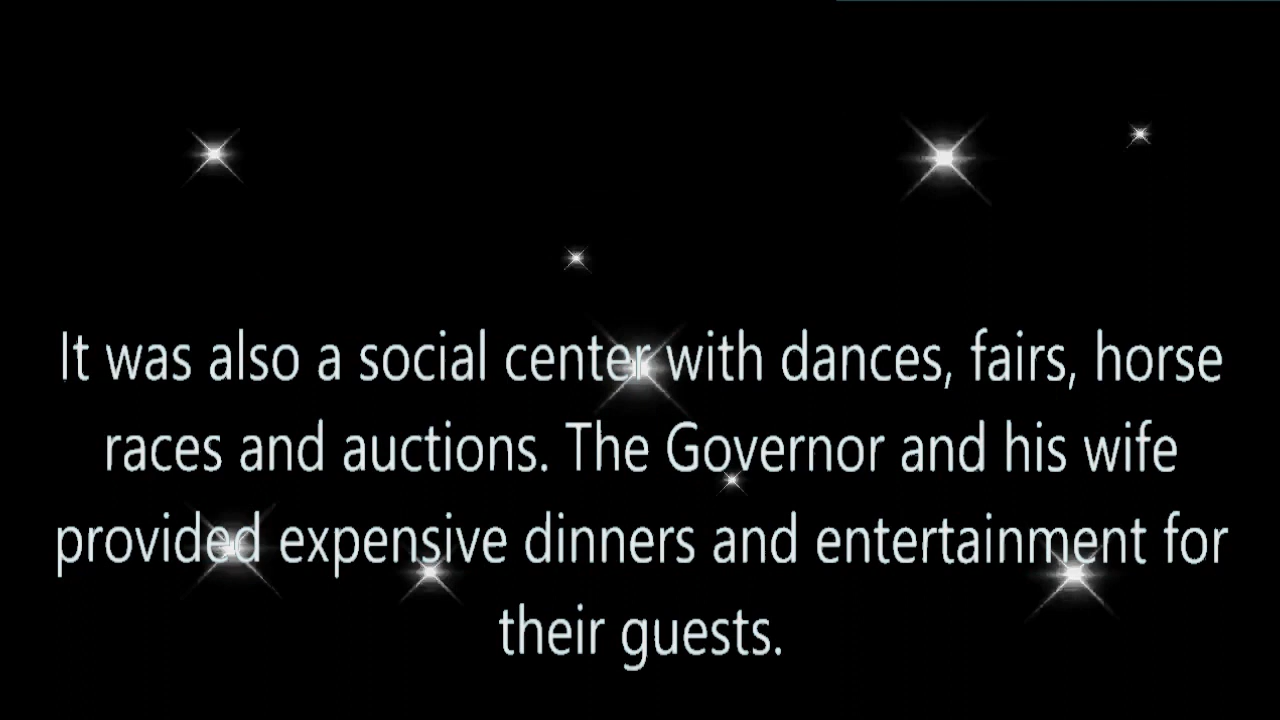 It was also a social center with dances, fairs, horse
races and auctions. The Governor and his wife
provided expensive dinners and entertainment for
their guests.